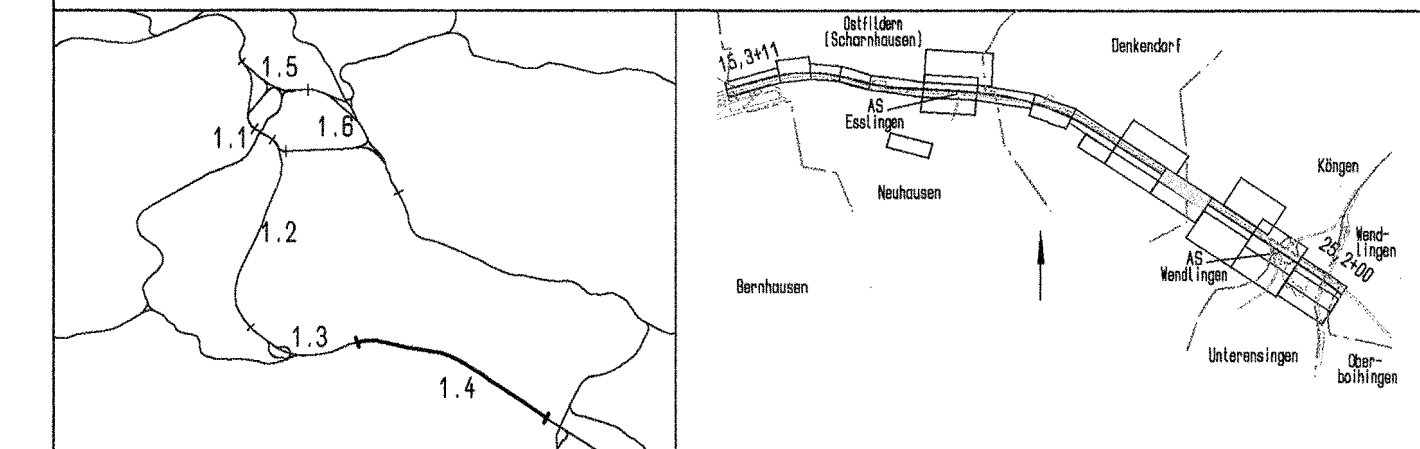 1.5
1.1
1.6
1.2
1.3
1.4
Ostfildern
(Scharnhausen)
Denkendorf
15,3+11
AS
Esslingen
Neuhausen
Köngen
Wend-
lingen
25,2+00
AS
Wendlingen
Bernhausen
Unterensingen
Ober-
boihingen